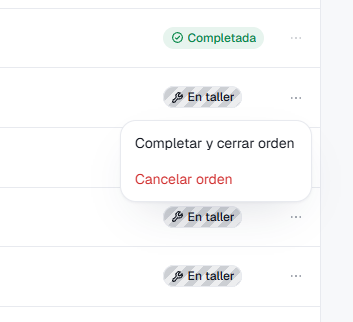 Completada
En taller
Completar y cerrar orden
Cancelar orden
En taller
En taller